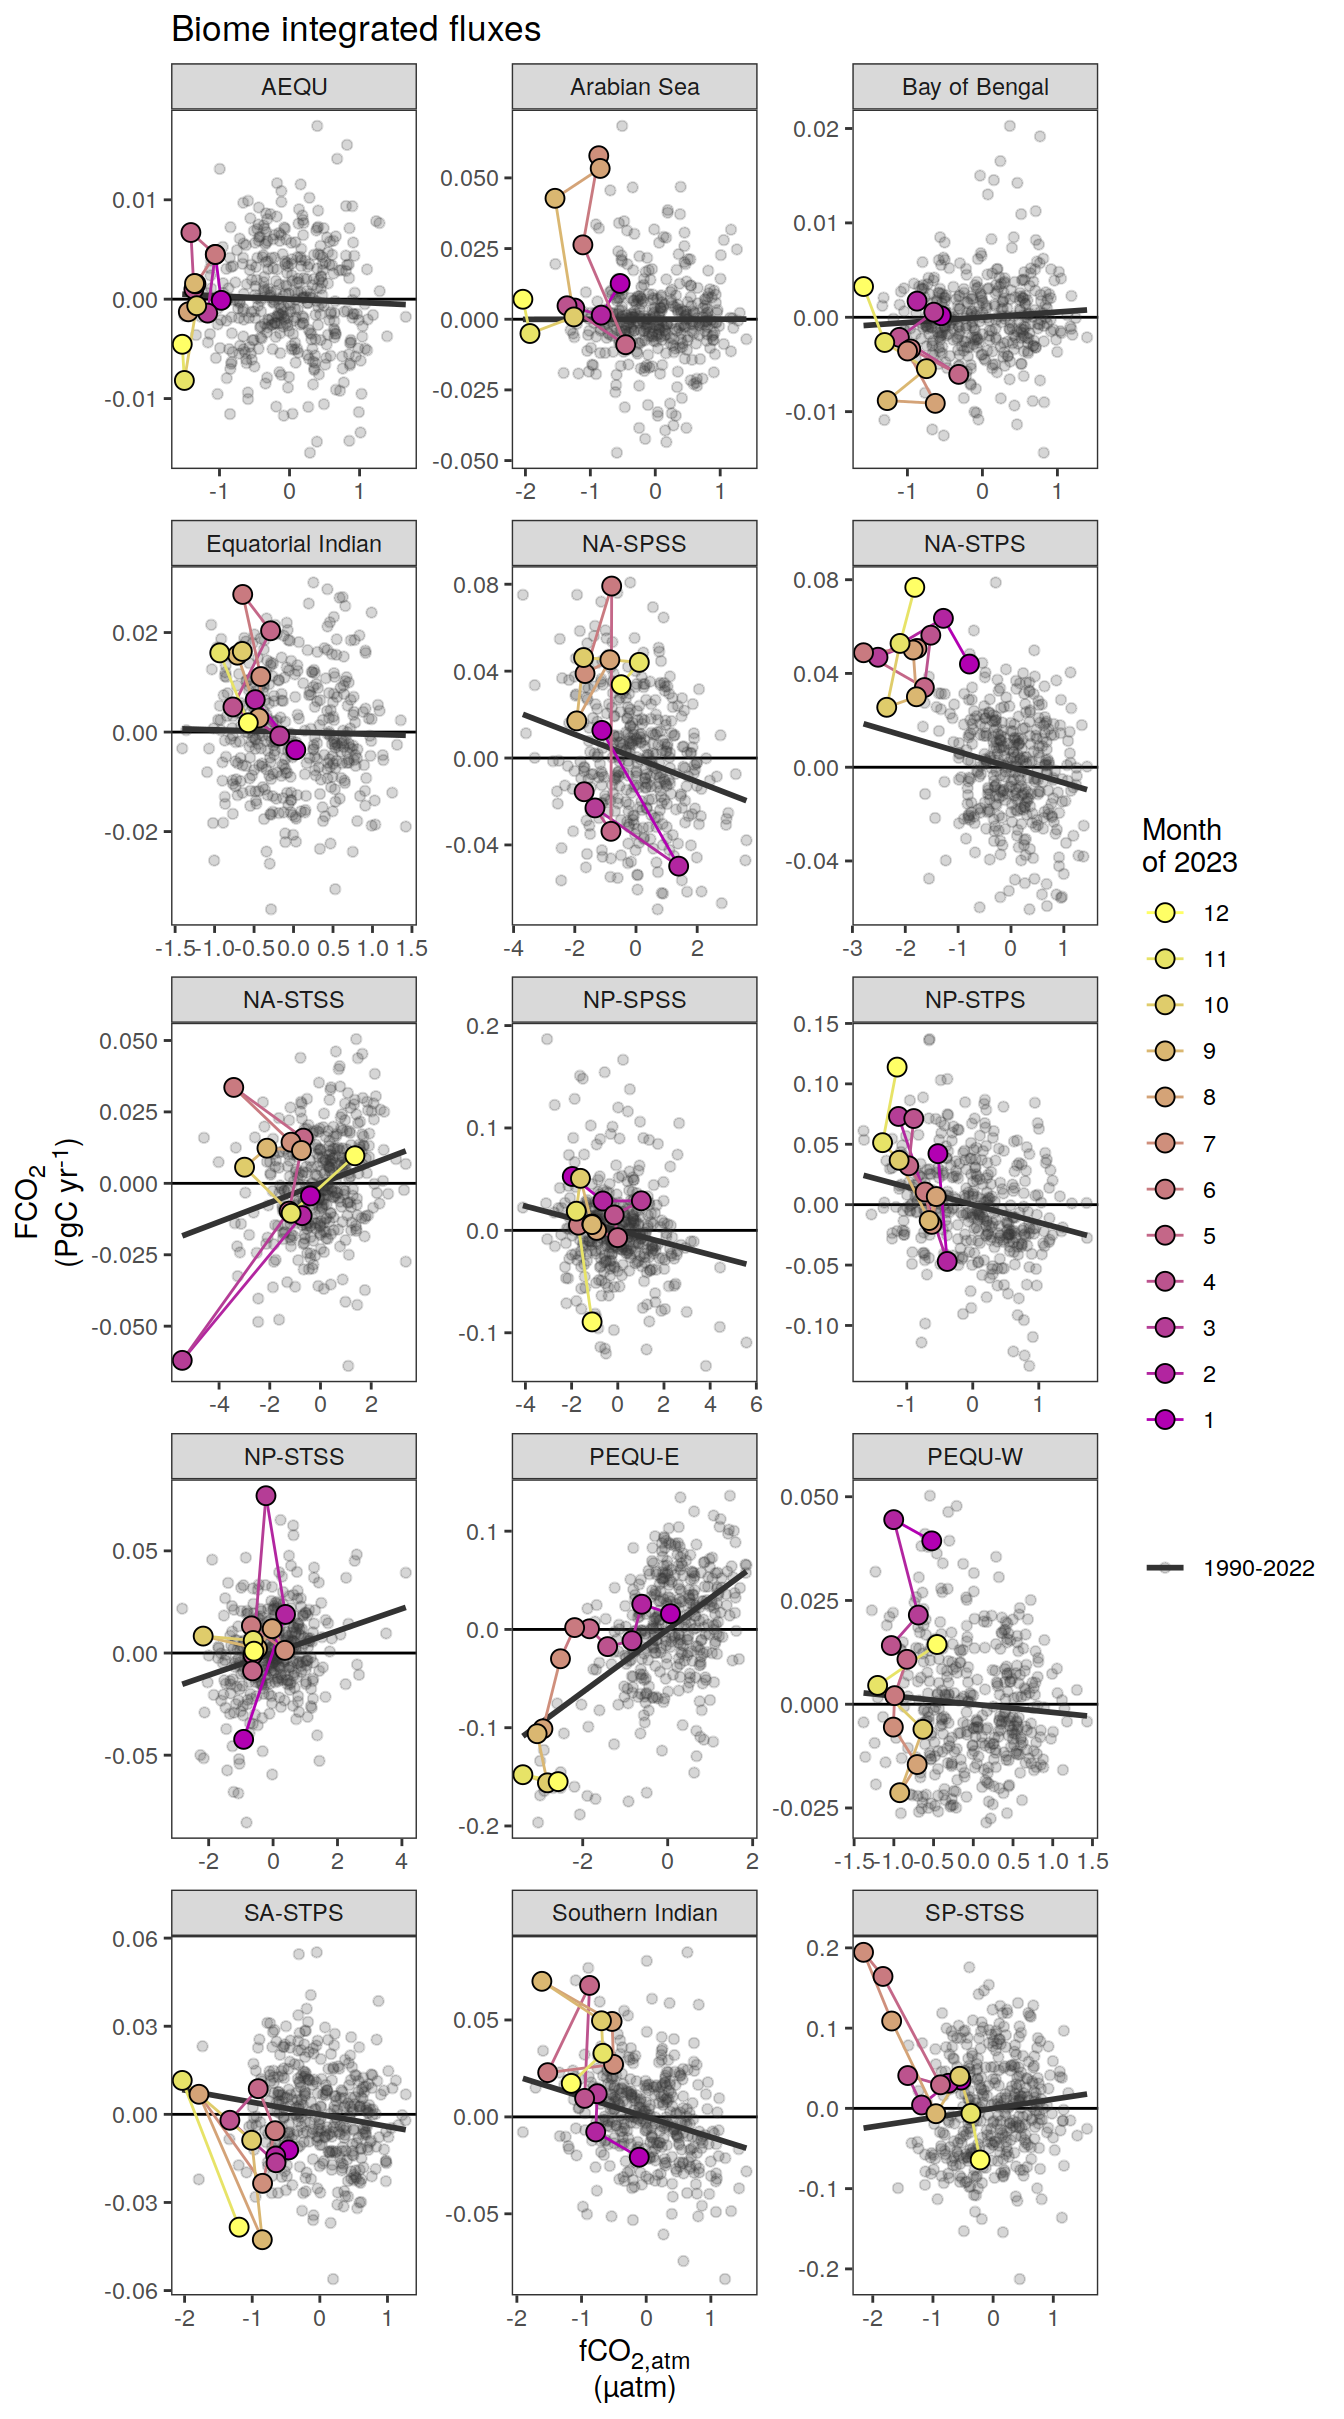 Biome integrated fluxes
AEQU Arabian Sea Bay of Bengal
0.01
0.00
-0.01
-1 0 1
0.050
0.025
0.000
-0.025
-0.050
-2 -1 0 1
0.02
0.01
0.00
-0.01
-1 0 1
Equatorial Indian NA-SPSS NA-STPS
0.02
0.00
-0.02
-1.5 -1.0 -0.5 0.0 0.5 1.0 1.5
0.08
0.04
0.00
-0.04
-4 -2 0 2
0.08
0.04
0.00
-0.04
-3 -2 -1 0 1
NA-STSS NP-SPSS NP-STPS
0.050
0.025
0.000
-0.025
-0.050
-4 -2 0 2
0.2
0.1
0.0
-0.1
-4 -2 0 2 4 6
0.15
0.10
0.05
0.00
-0.05
-0.10
-1 0 1
NP-STSS PEQU-E PEQU-W
0.05
0.00
-0.05
-2 0 2 4
0.1
0.0
-0.1
-0.2
-2 0 2
0.050
0.025
0.000
-0.025
-1.5 -1.0 -0.5 0.0 0.5 1.0 1.5
SA-STPS Southern Indian SP-STSS
0.06
0.03
0.00
-0.03
-0.06
-2 -1 0 1
0.05
0.00
-0.05
-2 -1 0 1
0.2
0.1
0.0
-0.1
-0.2
-2 -1 0 1
FCO2
(PgC yr-1)
fCO2,atm
(µatm)
Month
of 2023
12
11
10
9
8
7
6
5
4
3
2
1
1990-2022